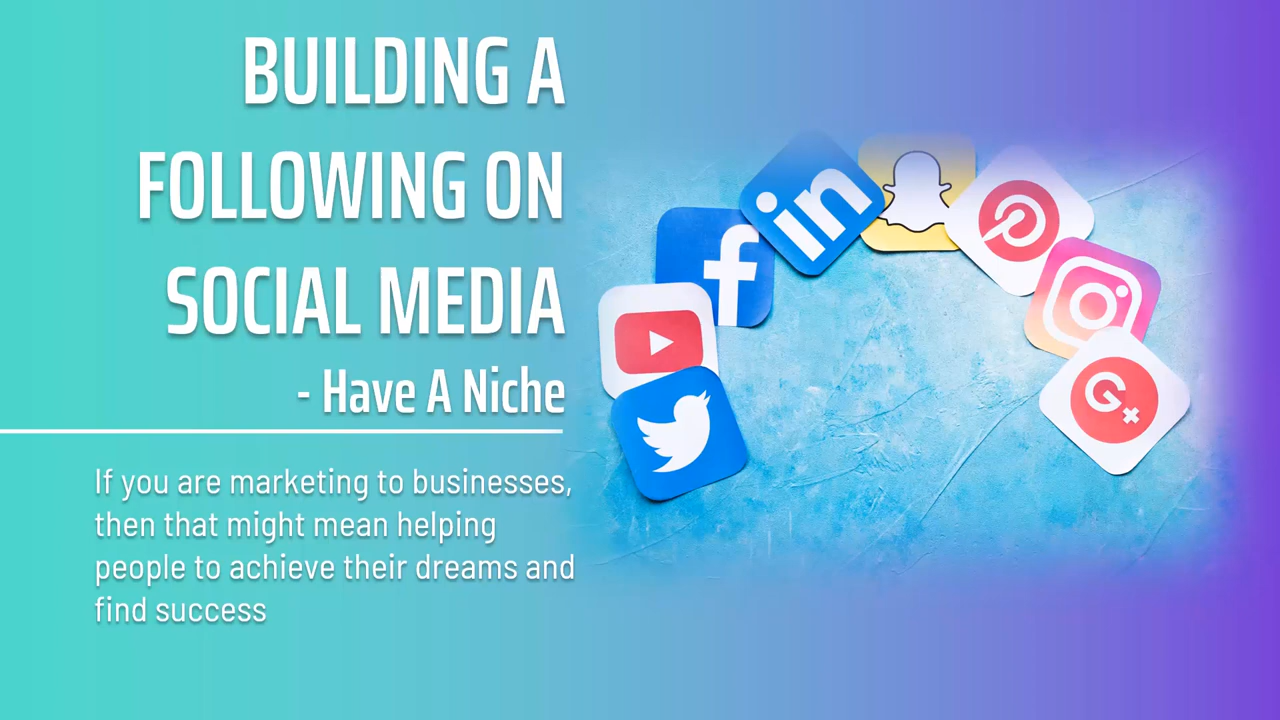 BUILDING A
FOLLOWING ON
SOCIAL MEDIA
- Have A Niche
If you are marketing to businesses,
then that might mean helping
people to achieve their dreams and
find success
f
in
G+